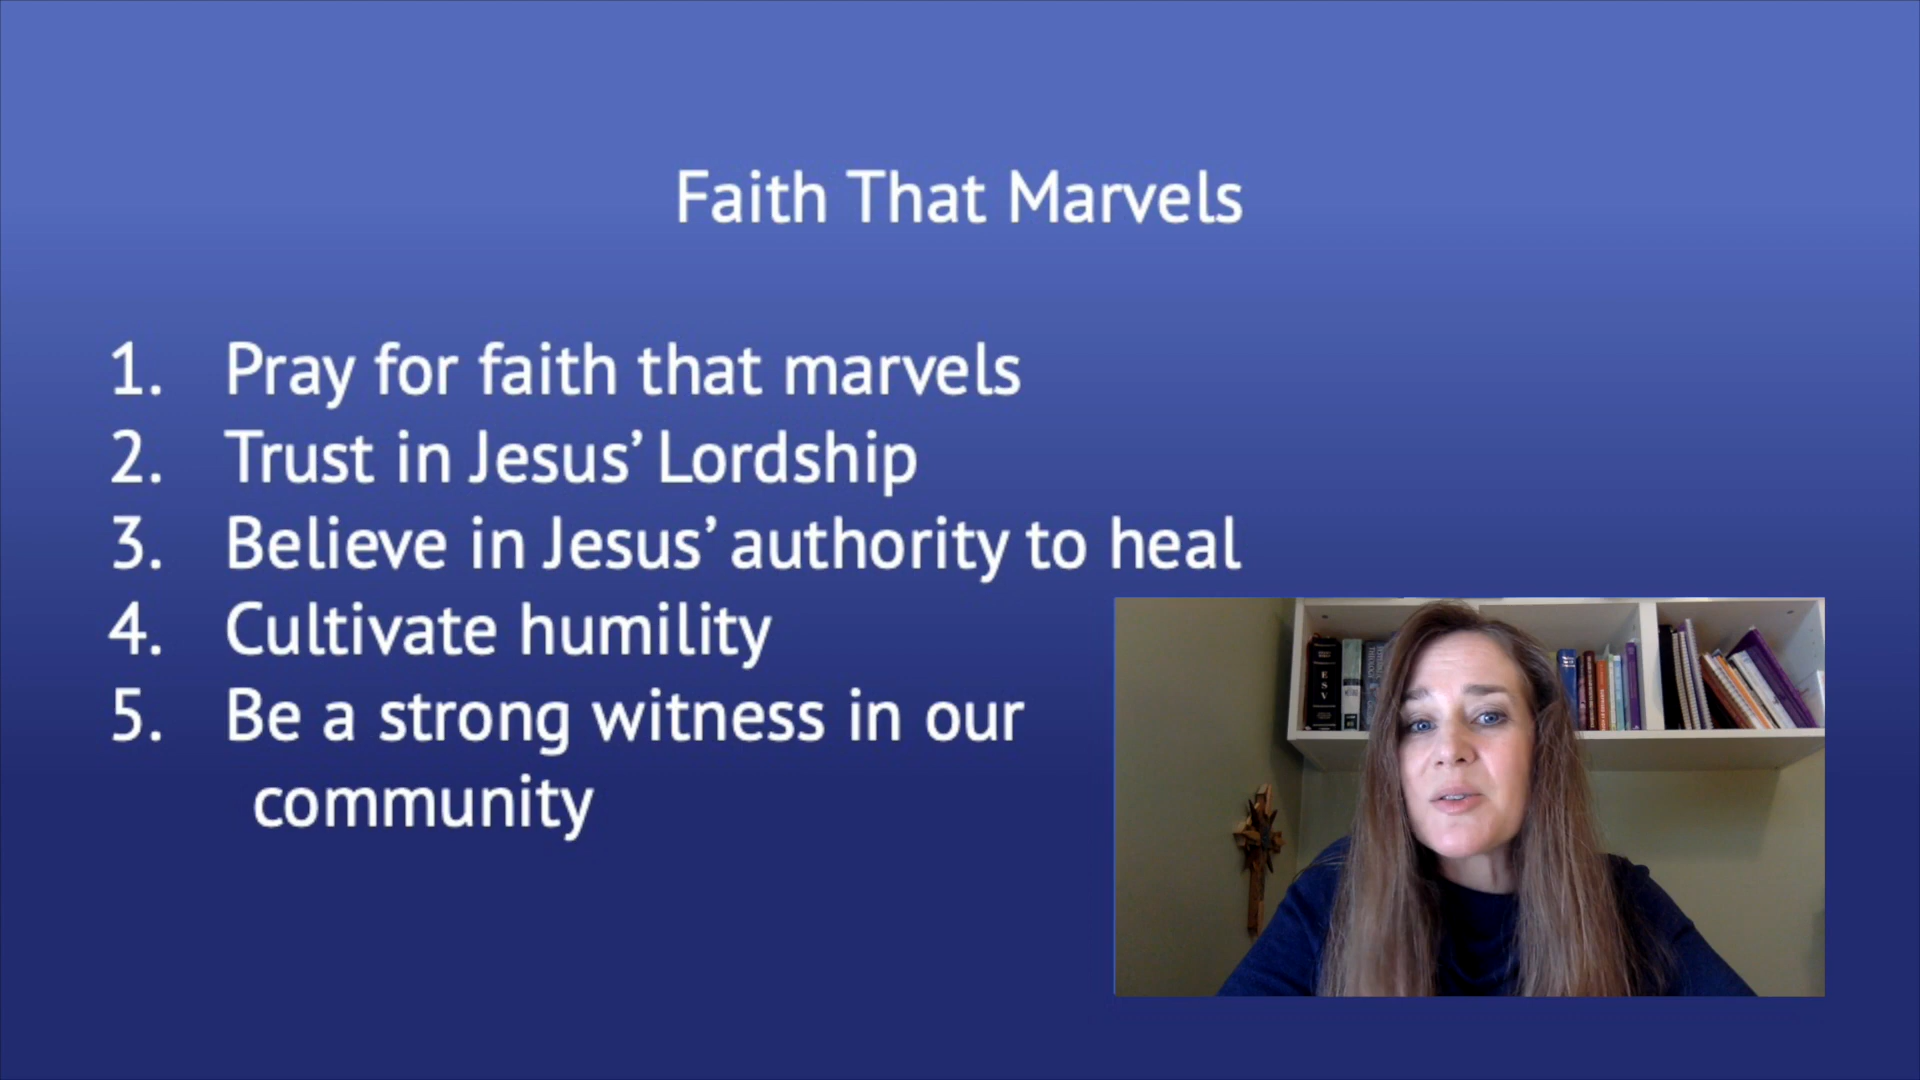 Faith That Marvels
1. Pray for faith that marvels
2. Trust in Jesus’ Lordship
3. Believe in Jesus’ authority to heal
4. Cultivate humility
5. Be a strong witness in our
community
ESV